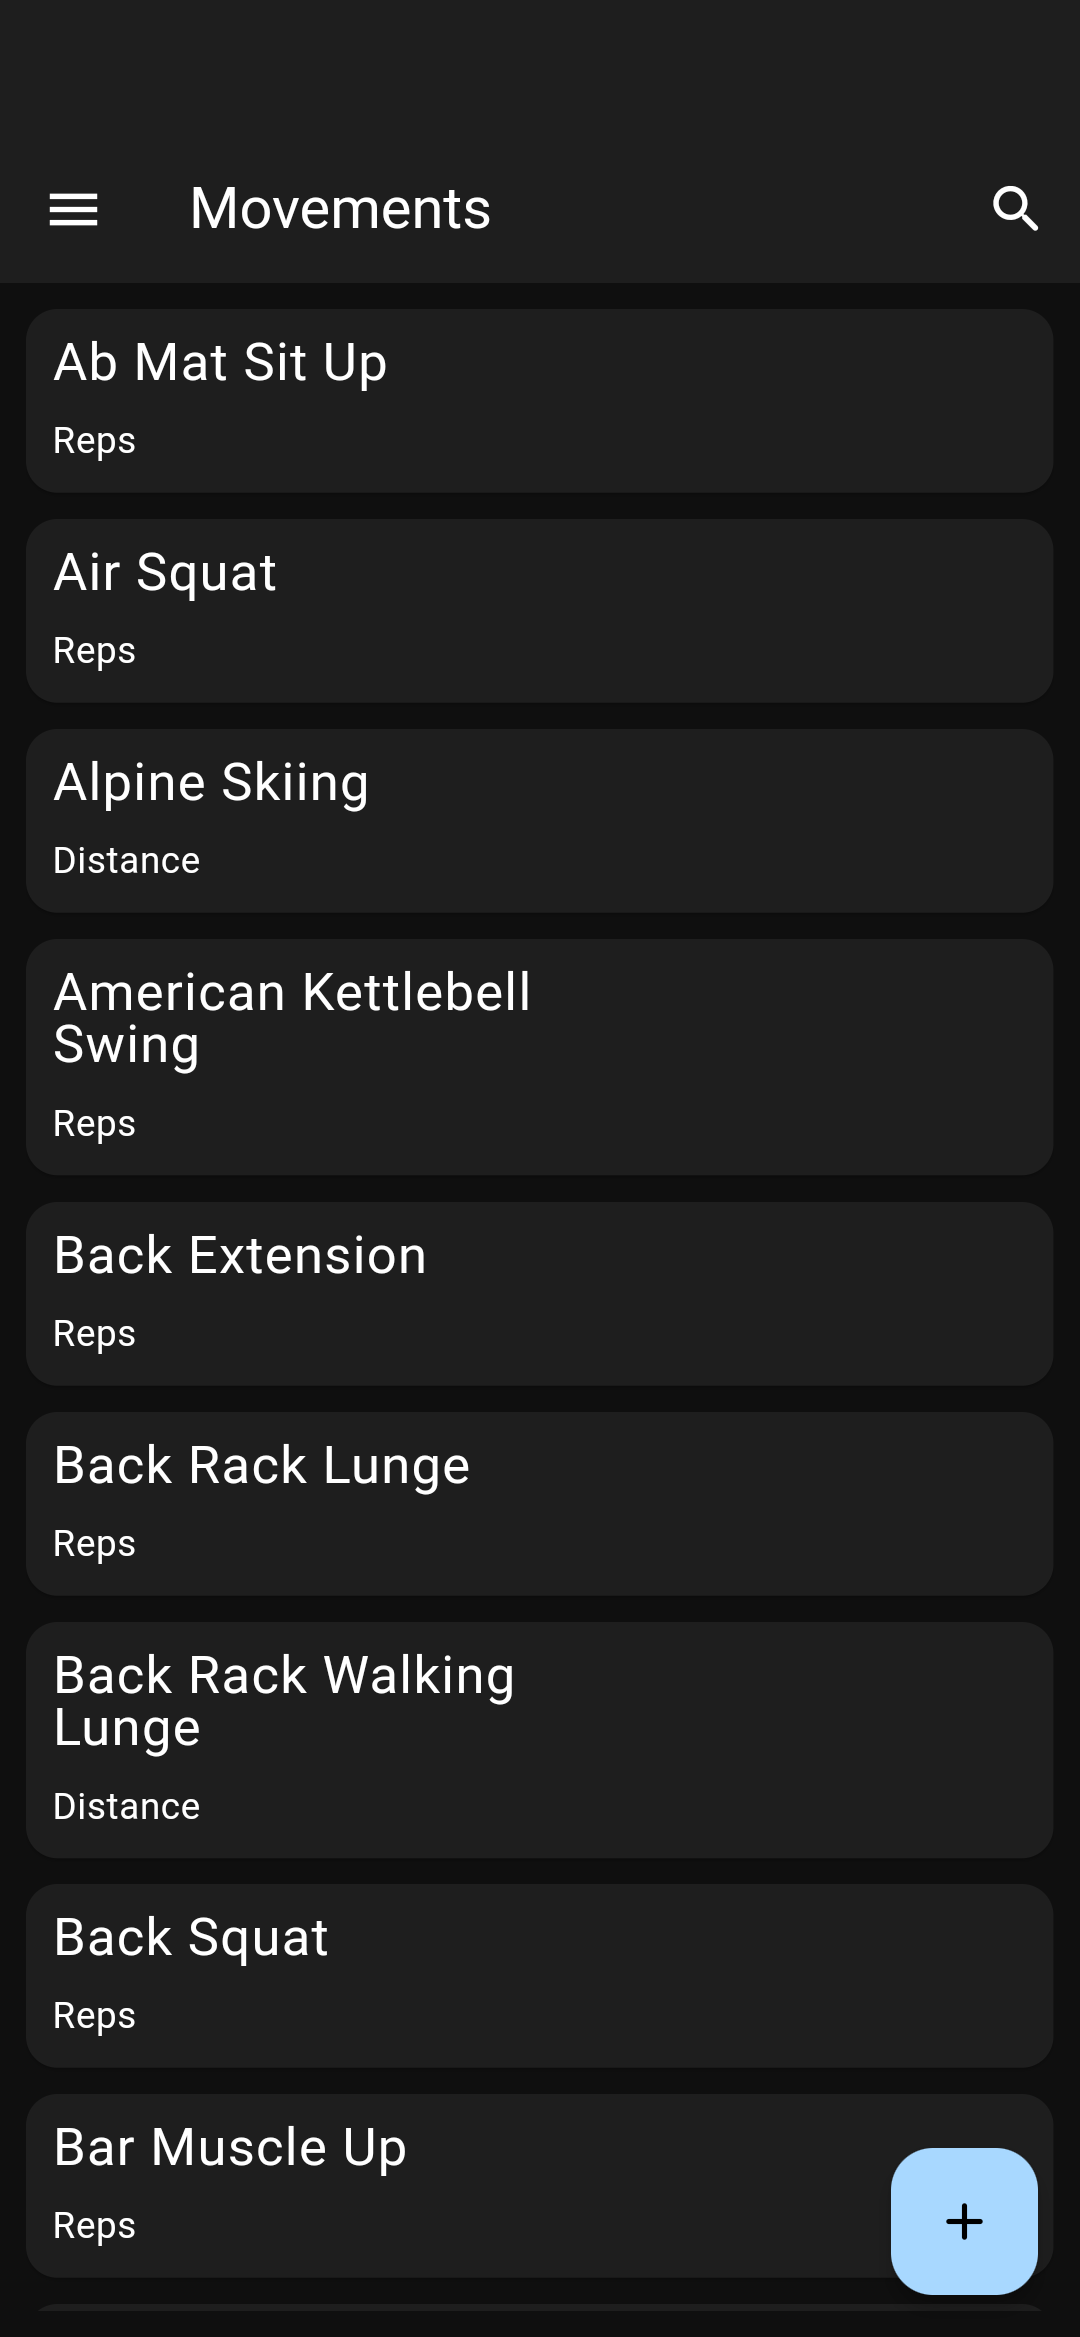 Movements
Ab Mat Sit Up
Reps
Air Squat
Reps
Alpine Skiing
Distance
American Kettlebell
Swing
Reps
Back Extension
Reps
Back Rack Lunge
Reps
Back Rack Walking
Lunge
Distance
Back Squat
Reps
Bar Muscle Up
Reps